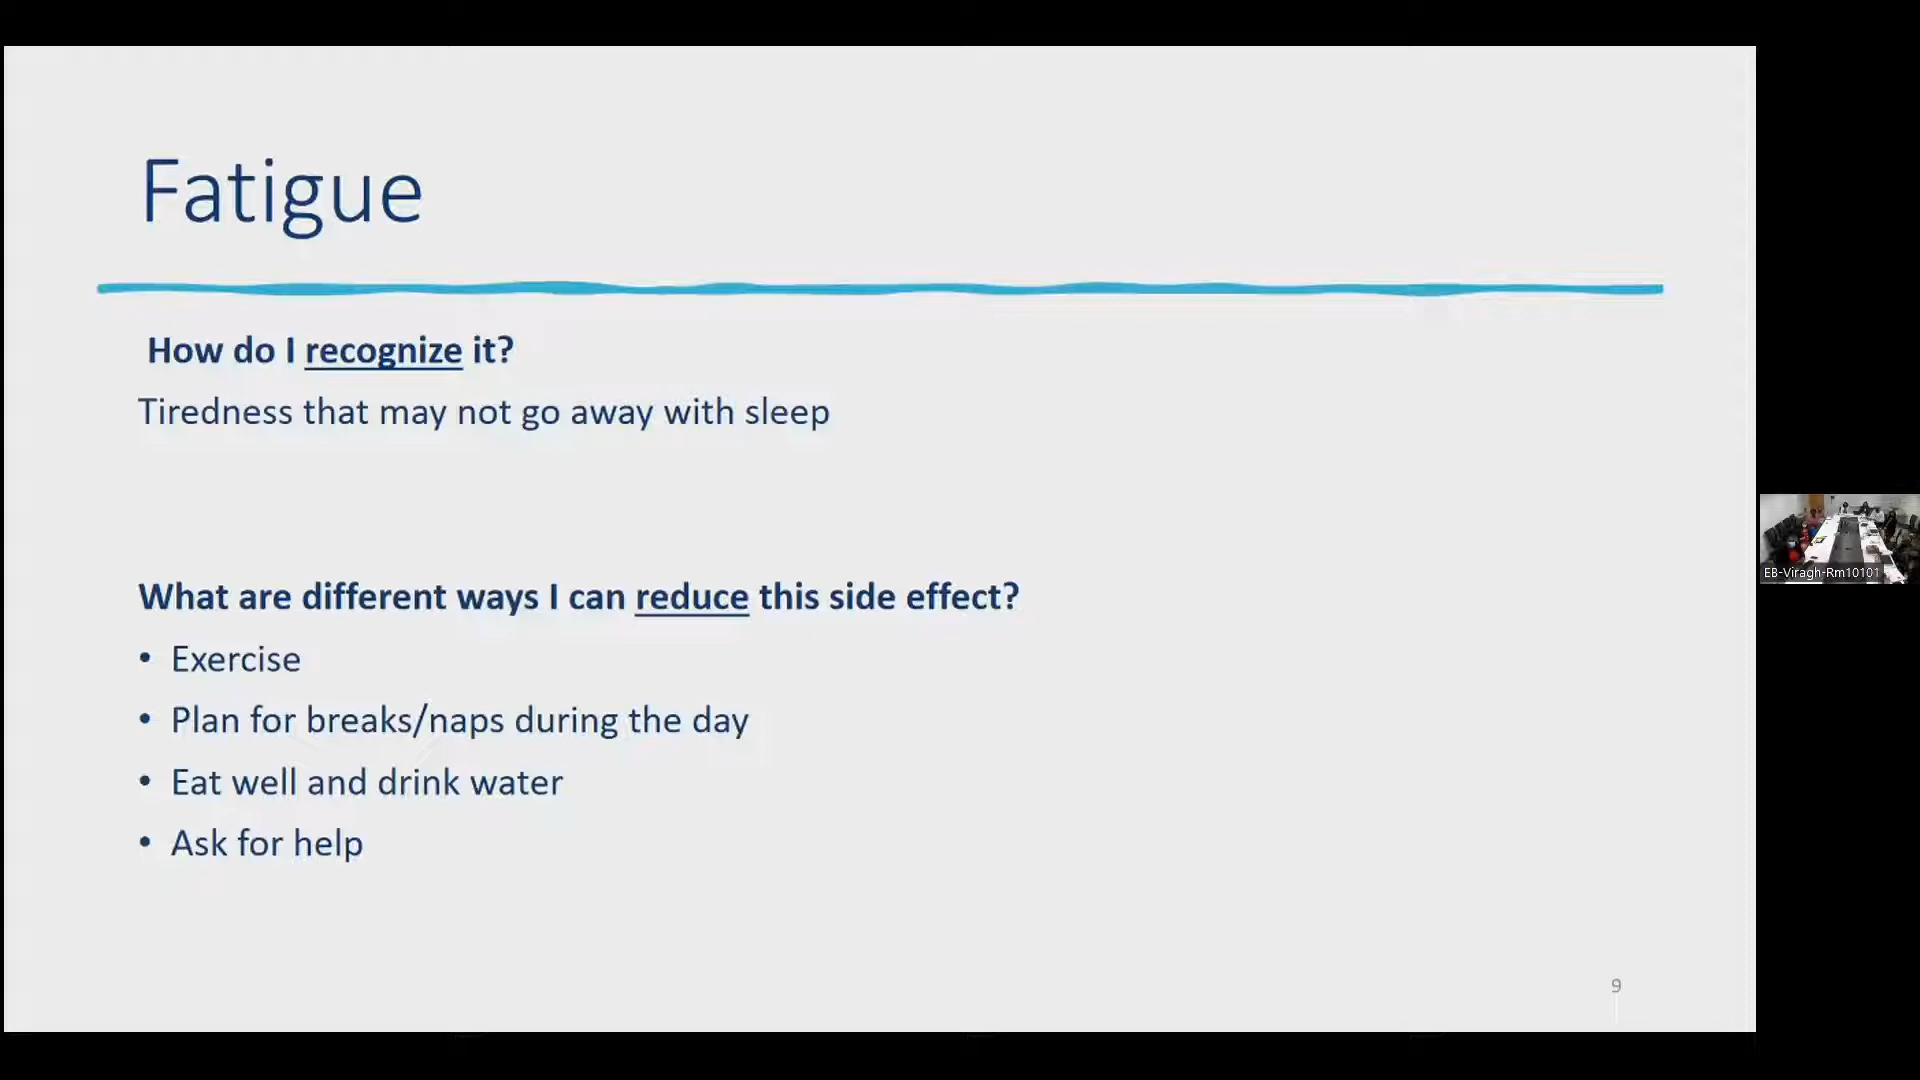 Fatigue
How do I recognize it?
Tiredness that may not go away with sleep
What are different ways I can reduce this side effect?
• Exercise
• Plan for breaks/naps during the day
• Eat well and drink water
• Ask for help
9
EB-Viragh-Rm10101